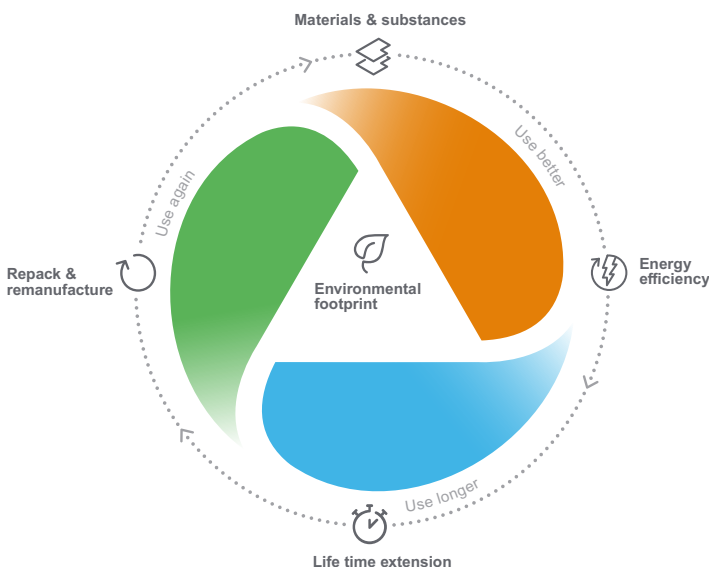 Materials & substances
Use better
Use again
Energy
efficiency
Repack &
remanufacture
Environmental
footprint
Use longer
Life time extension